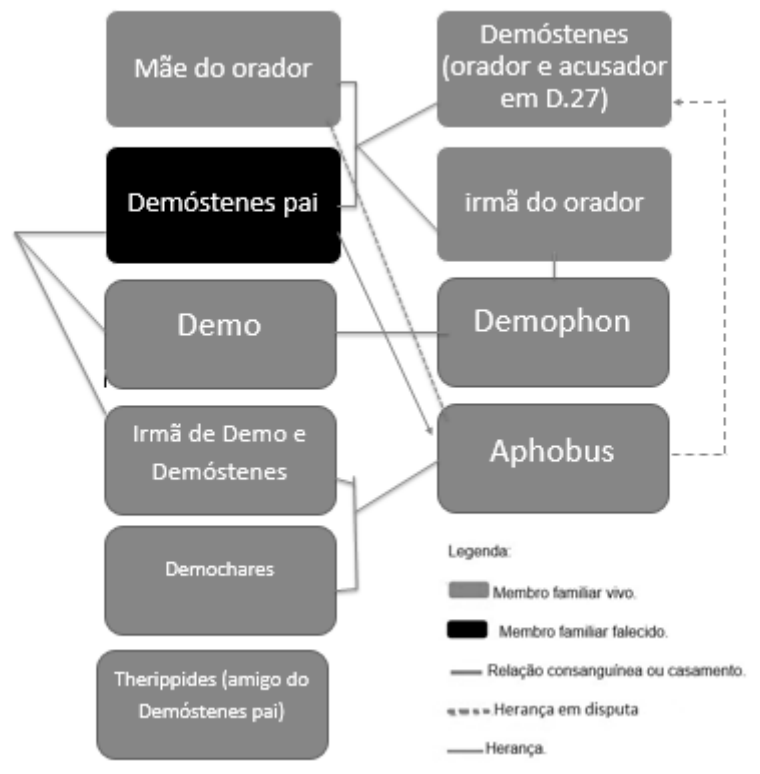 Mãe do orador
Demóstenes
(orador e acusador
em D.27)
Demóstenes pai
irmã do orador
Demo
Demophon
Irmã de Demo e
Demóstenes
Aphobus
Demochares
Therippides (amigo do
Demóstenes pai)
Legenda:
Membro familiar vivo.
Membro familiar falecido.
Relação consanguínea ou casamento.
Herança em disputa
Herança.